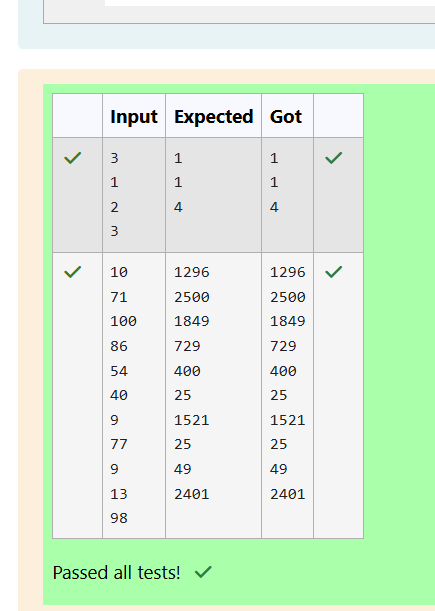 Input Expected Got
3 1 1
1 1 1
2 4 4
3
10 1296 1296
71 2500 2500
100 1849 1849
86 729 729
54 400 400
40 25 25
9 1521 1521
77 25 25
9 49 49
13 2401 2401
98
Passed all tests!